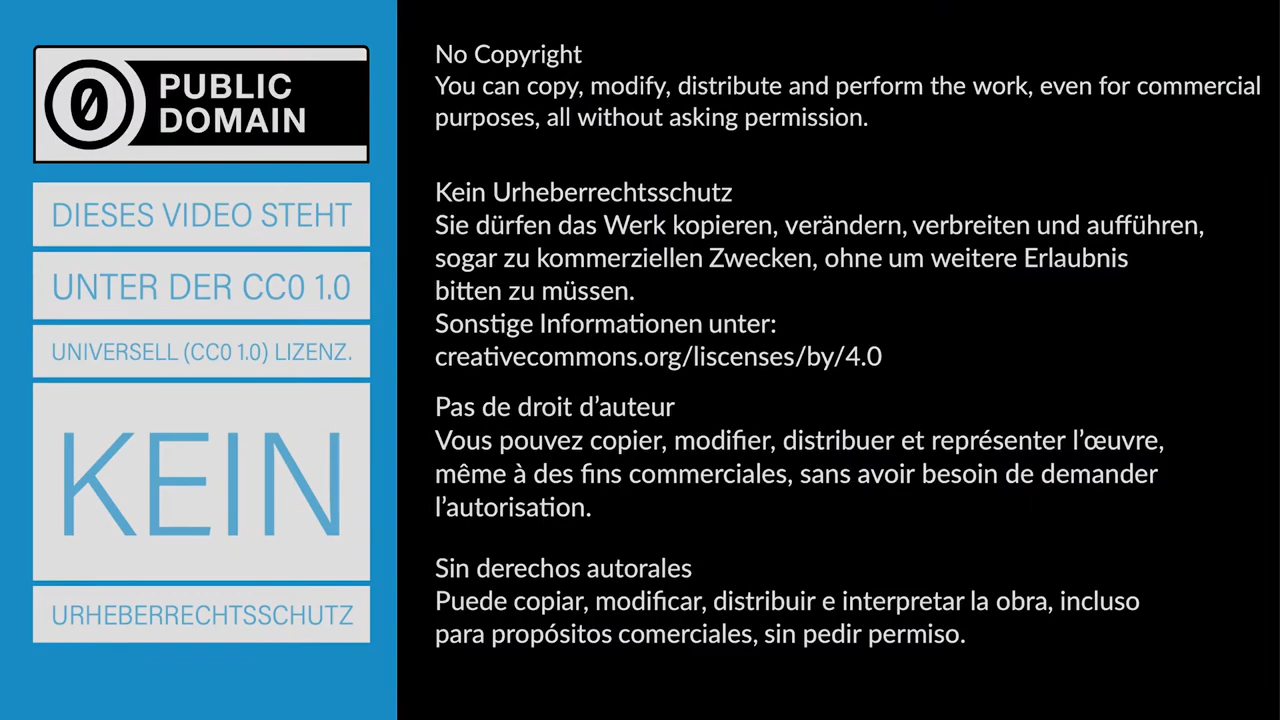 PUBLIC
DOMAIN
DIESES VIDEO STEHT
UNTER DER CC0 1.0
UNIVERSELL (CC0 1.0) LIZENZ.
KEIN
URHEBERRECHTSSCHUTZ
No Copyright
You can copy, modify, distribute and perform the work, even for commercial
purposes, all without asking permission.
Kein Urheberrechtsschutz
Sie dürfen das Werk kopieren, verändern, verbreiten und aufführen,
sogar zu kommerziellen Zwecken, ohne um weitere Erlaubnis
bitten zu müssen.
Sonstige Informationen unter:
creativecommons.org/liscenses/by/4.0
Pas de droit d’auteur
Vous pouvez copier, modifier, distribuer et représenter l’œuvre,
même à des fins commerciales, sans avoir besoin de demander
l’autorisation.
Sin derechos autorales
Puede copiar, modificar, distribuir e interpretar la obra, incluso
para propósitos comerciales, sin pedir permiso.